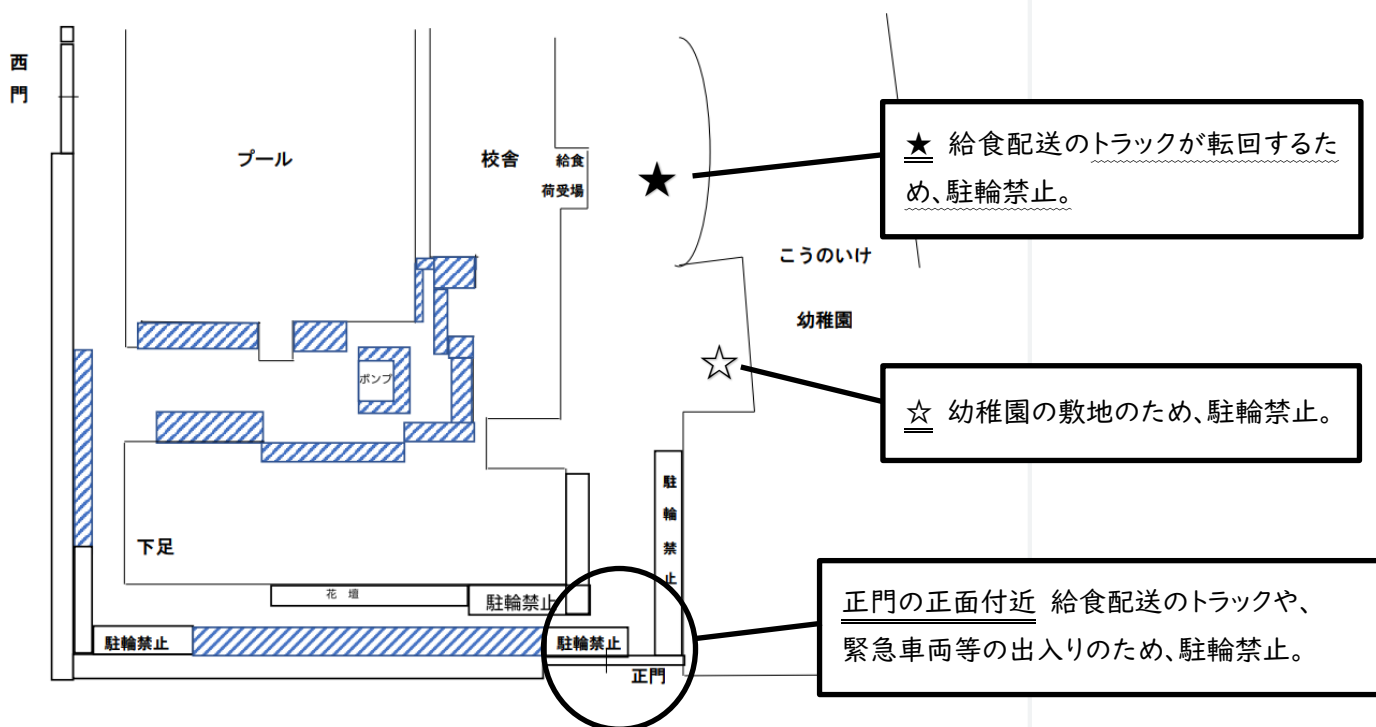 西
門
プール
校舎
給食
荷受場
★
★ 給食配送のトラックが転回するた
め、駐輪禁止。
こうのいけ
幼稚園
☆
☆ 幼稚園の敷地のため、駐輪禁止。
ポンプ
下足
花 壇
駐輪禁止
駐輪禁止
駐輪禁止
駐
輪
禁
止
正門
正門の正面付近 給食配送のトラックや、
緊急車両等の出入りのため、駐輪禁止。